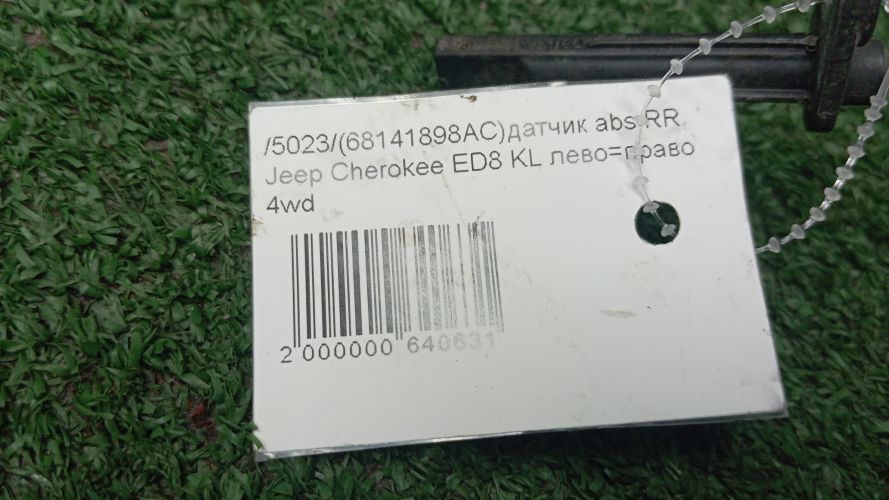 /5023/(68141898AC)датчик abs RR
Jeep Cherokee ED8 KL лево=право
4wd
2 000000 640631